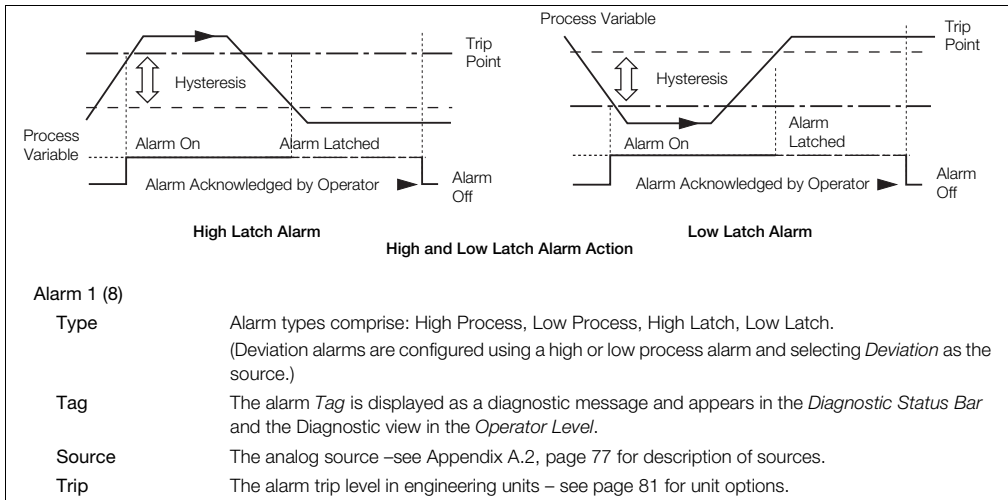 Process Variable
Trip
Point
Hysteresis
Process
Variable
Alarm On
Alarm Latched
Alarm Acknowledged by Operator
Alarm
Off
High Latch Alarm
Trip
Point
Hysteresis
Alarm On
Alarm
Latched
Alarm Acknowledged by Operator
Alarm
Off
Low Latch Alarm
High and Low Latch Alarm Action
Alarm 1 (8)
Type Alarm types comprise: High Process, Low Process, High Latch, Low Latch.
(Deviation alarms are configured using a high or low process alarm and selecting Deviation as the
source.)
Tag The alarm Tag is displayed as a diagnostic message and appears in the Diagnostic Status Bar
and the Diagnostic view in the Operator Level.
Source The analog source –see Appendix A.2, page 77 for description of sources.
Trip The alarm trip level in engineering units – see page 81 for unit options.